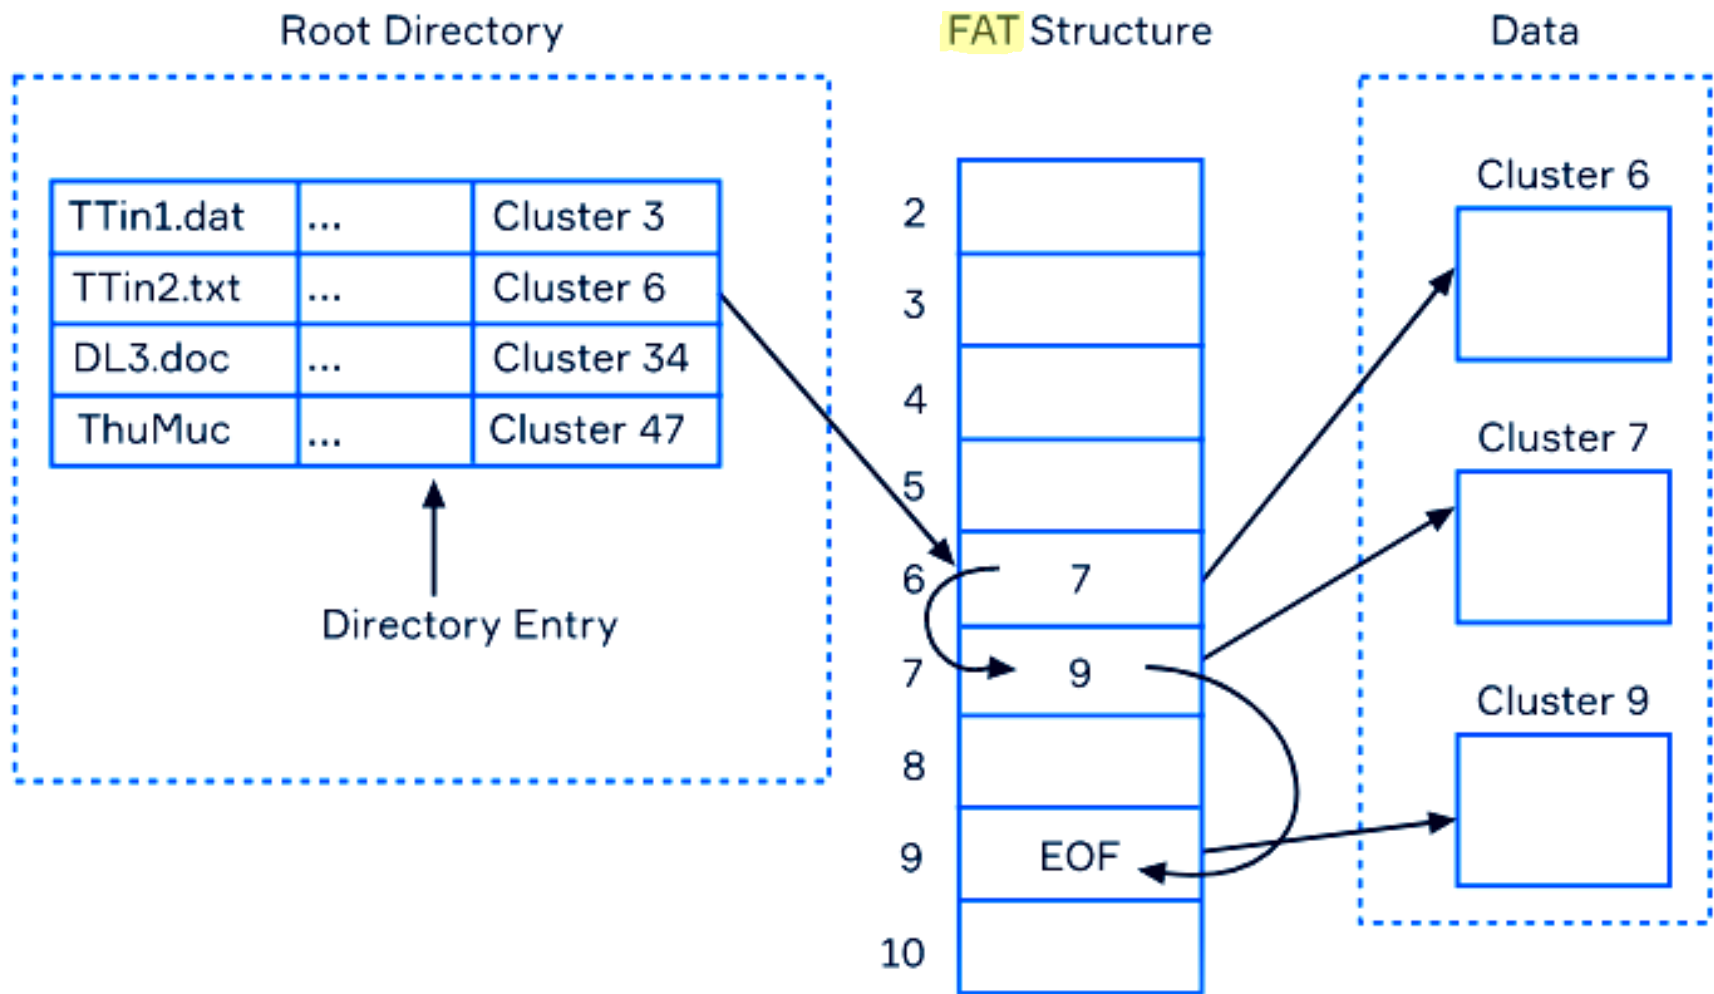 Root Directory
FAT Structure
Data
TTin1.dat ... Cluster 3
TTin2.txt ... Cluster 6
DL3.doc ... Cluster 34
ThuMuc ... Cluster 47
Directory Entry
2
3
4
5
6 7
7 9
8
9 EOF
10
Cluster 6
Cluster 7
Cluster 9